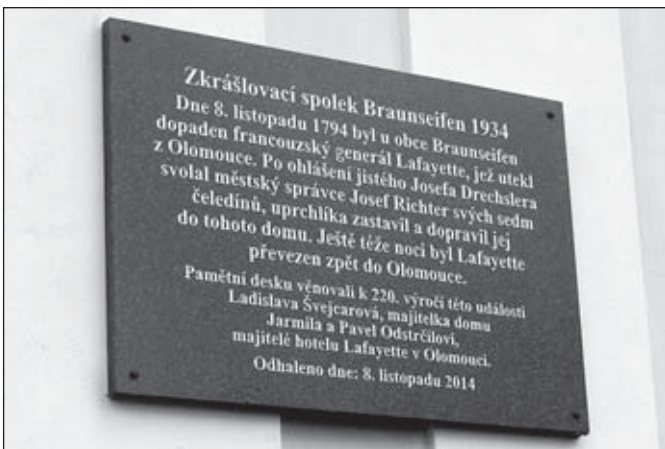 Zkrášlovací spolek Braunseifen 1934
Dne 8. listopadu 1794 byl u obce Braunseifen
dopaden francouzský generál Lafayette, jež utekl
z Olomouce. Po ohlášení jistého Josefa Drechslera
svolal městský správce Josef Richter svých sedm
čeledínů, uprchlíka zastavil a dopravil jej
do tohoto domu. Ještě téže noci byl Lafayette
převezen zpět do Olomouce.
Pamětní desku věnovali k 220. výročí této události
Ladislava Švejcarová, majitelka domu
Jarmila a Pavel Odstrčilovi,
majitelé hotelu Lafayette v Olomouci.
Odhaleno dne: 8. listopadu 2014